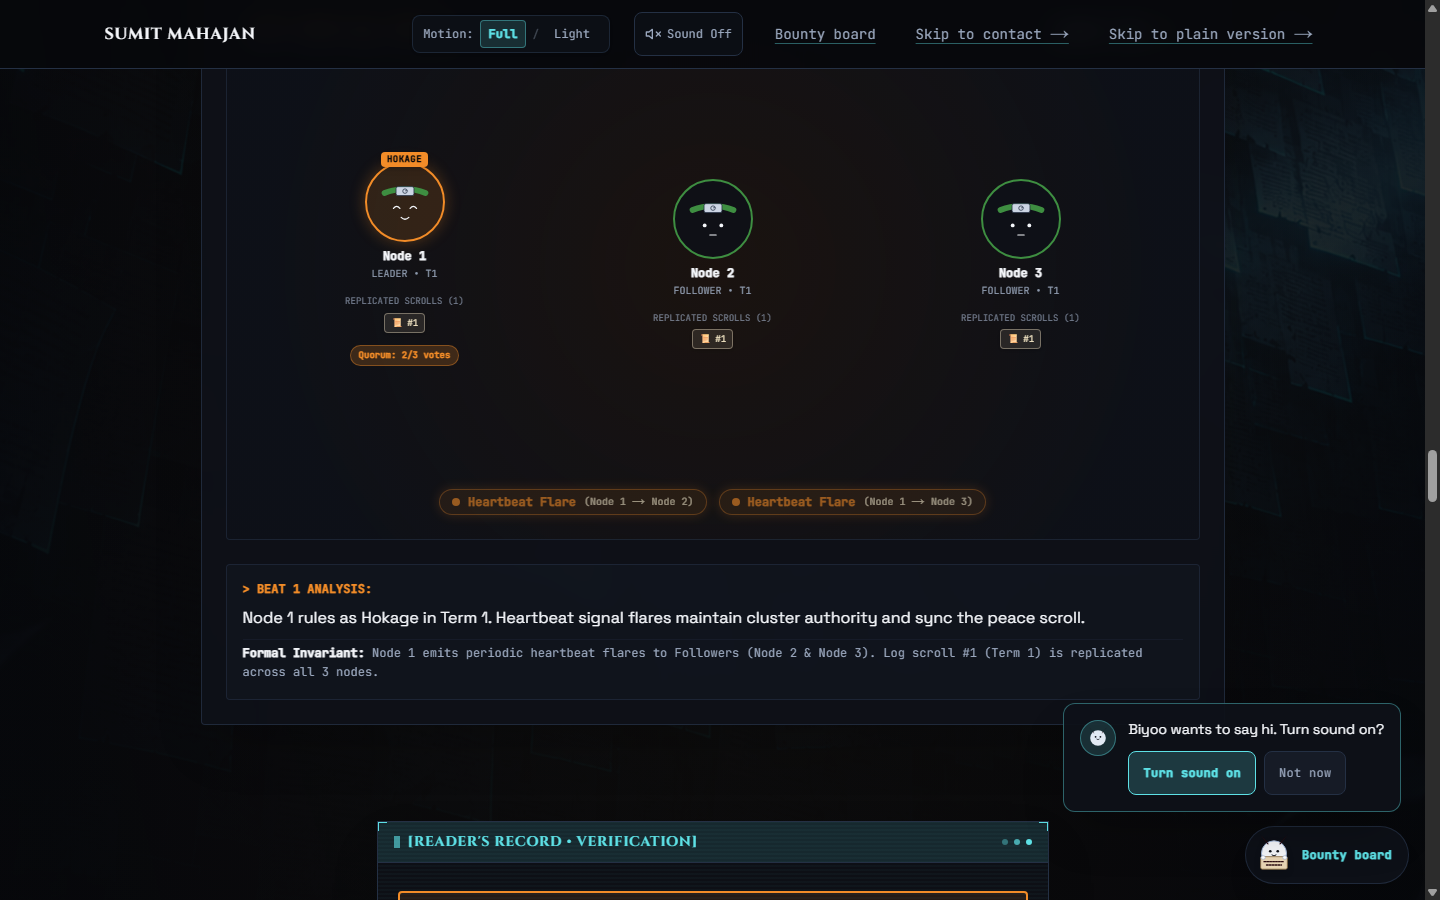 SUMIT MAHAJAN
Motion: Full / Light
Sound Off
Bounty board
Skip to contact →
Skip to plain version →
HOKAGE
Node 1
LEADER • T1
REPLICATED SCROLLS (1)
#1
Quorum: 2/3 votes
Node 2
FOLLOWER • T1
REPLICATED SCROLLS (1)
#1
Node 3
FOLLOWER • T1
REPLICATED SCROLLS (1)
#1
Heartbeat Flare (Node 1 → Node 2)
Heartbeat Flare (Node 1 → Node 3)
> BEAT 1 ANALYSIS:
Node 1 rules as Hokage in Term 1. Heartbeat signal flares maintain cluster authority and sync the peace scroll.
Formal Invariant: Node 1 emits periodic heartbeat flares to Followers (Node 2 & Node 3). Log scroll #1 (Term 1) is replicated
across all 3 nodes.
Biyoo wants to say hi. Turn sound on?
Turn sound on
Not now
[READER'S RECORD • VERIFICATION]
Bounty board